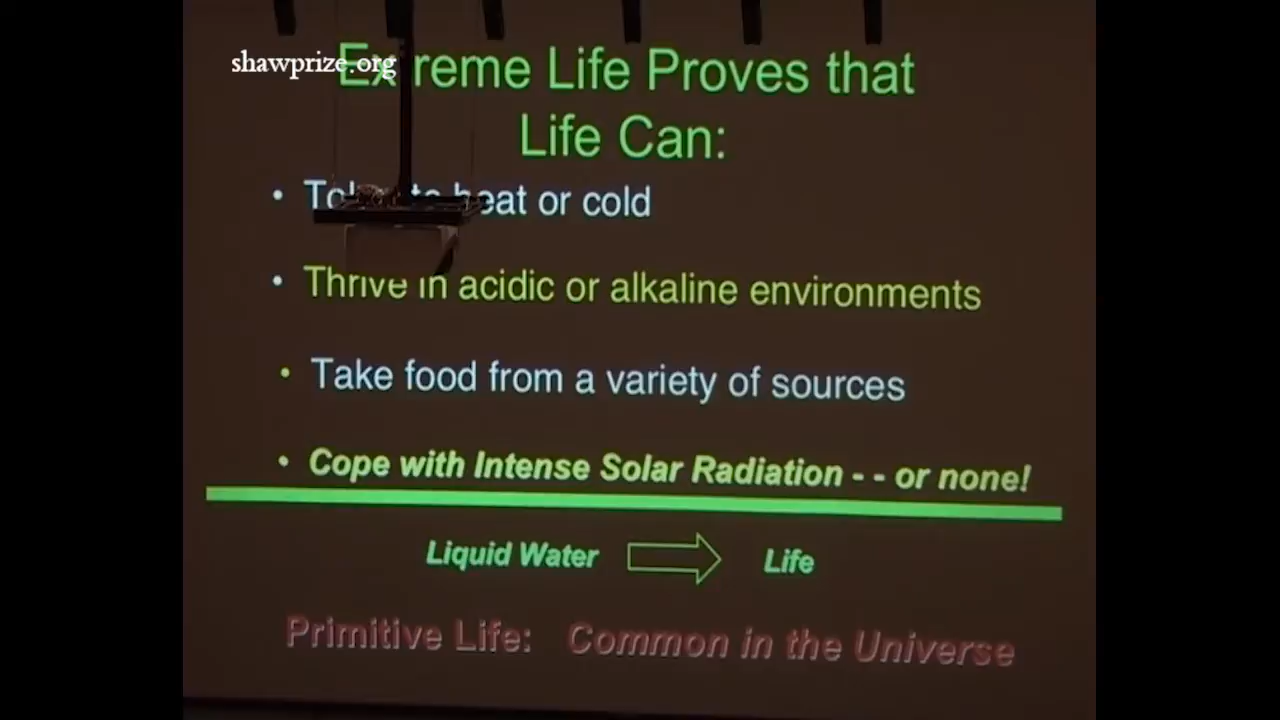 shawprize.org
Extreme Life Proves that
Life Can:
• heat or cold
• Thrive in acidic or alkaline environments
• Take food from a variety of sources
• Cope with Intense Solar Radiation - - or none!
Liquid Water Life
Primitive Life: Common in the Universe